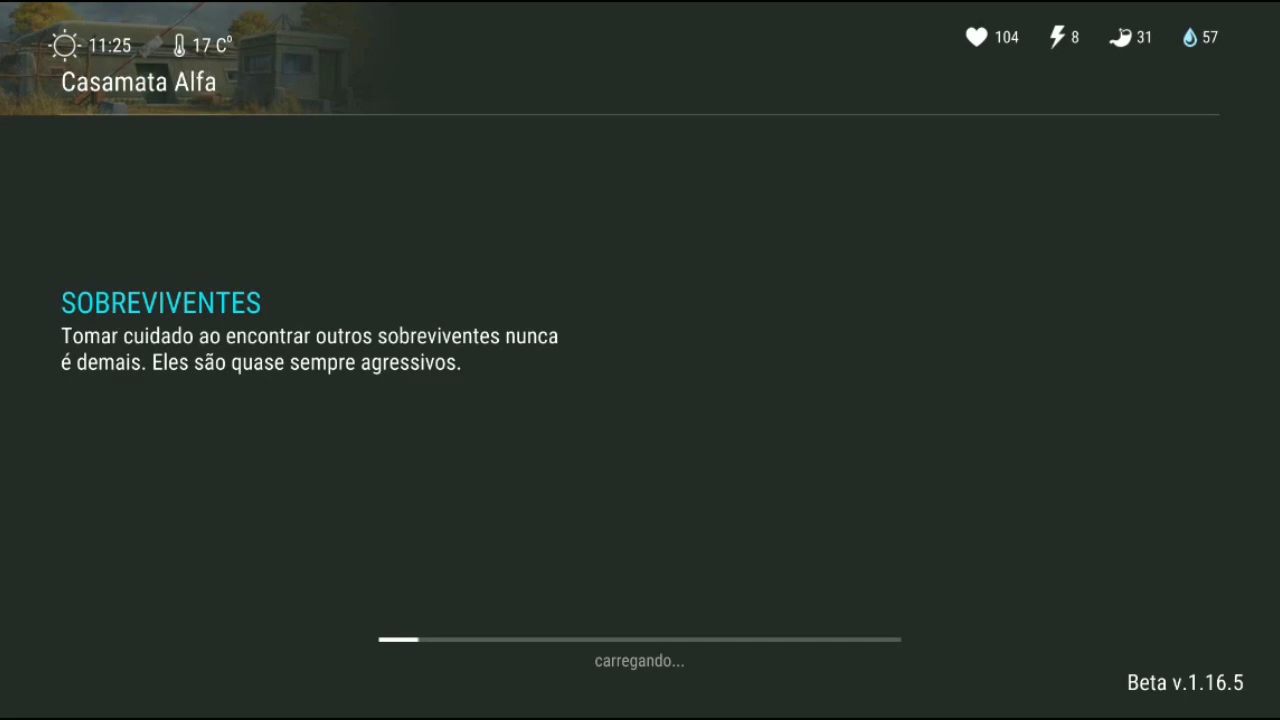 11:25 17 Cº
104 8 31 57
Casamata Alfa
SOBREVIVENTES
Tomar cuidado ao encontrar outros sobreviventes nunca
é demais. Eles são quase sempre agressivos.
carregando...
Beta v.1.16.5